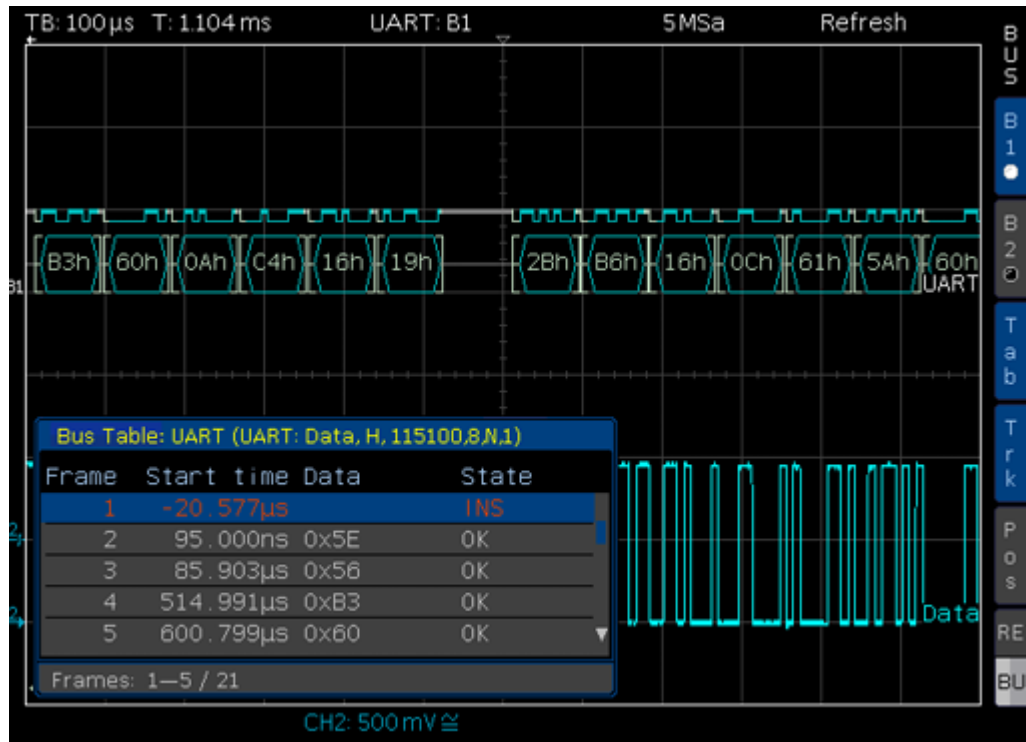 TB: 100 µs T: 1.104 ms UART: B1 5 MSa Refresh
BUS
B1
B2
Tab
Trk
Pos
RE
BU
B3h 60h 0Ah C4h 16h 19h 2Bh B6h 16h 0Ch 61h 5Ah 60h
B1
UART
Bus Table: UART (UART: Data, H, 115100,8,N,1)
Frame Start time Data State
1 -20.577µs INS
2 95.000ns 0x5E OK
3 85.903µs 0x56 OK
4 514.991µs 0xB3 OK
5 600.799µs 0x60 OK
Frames: 1—5 / 21
2
2
Data
CH2: 500 mV ≅